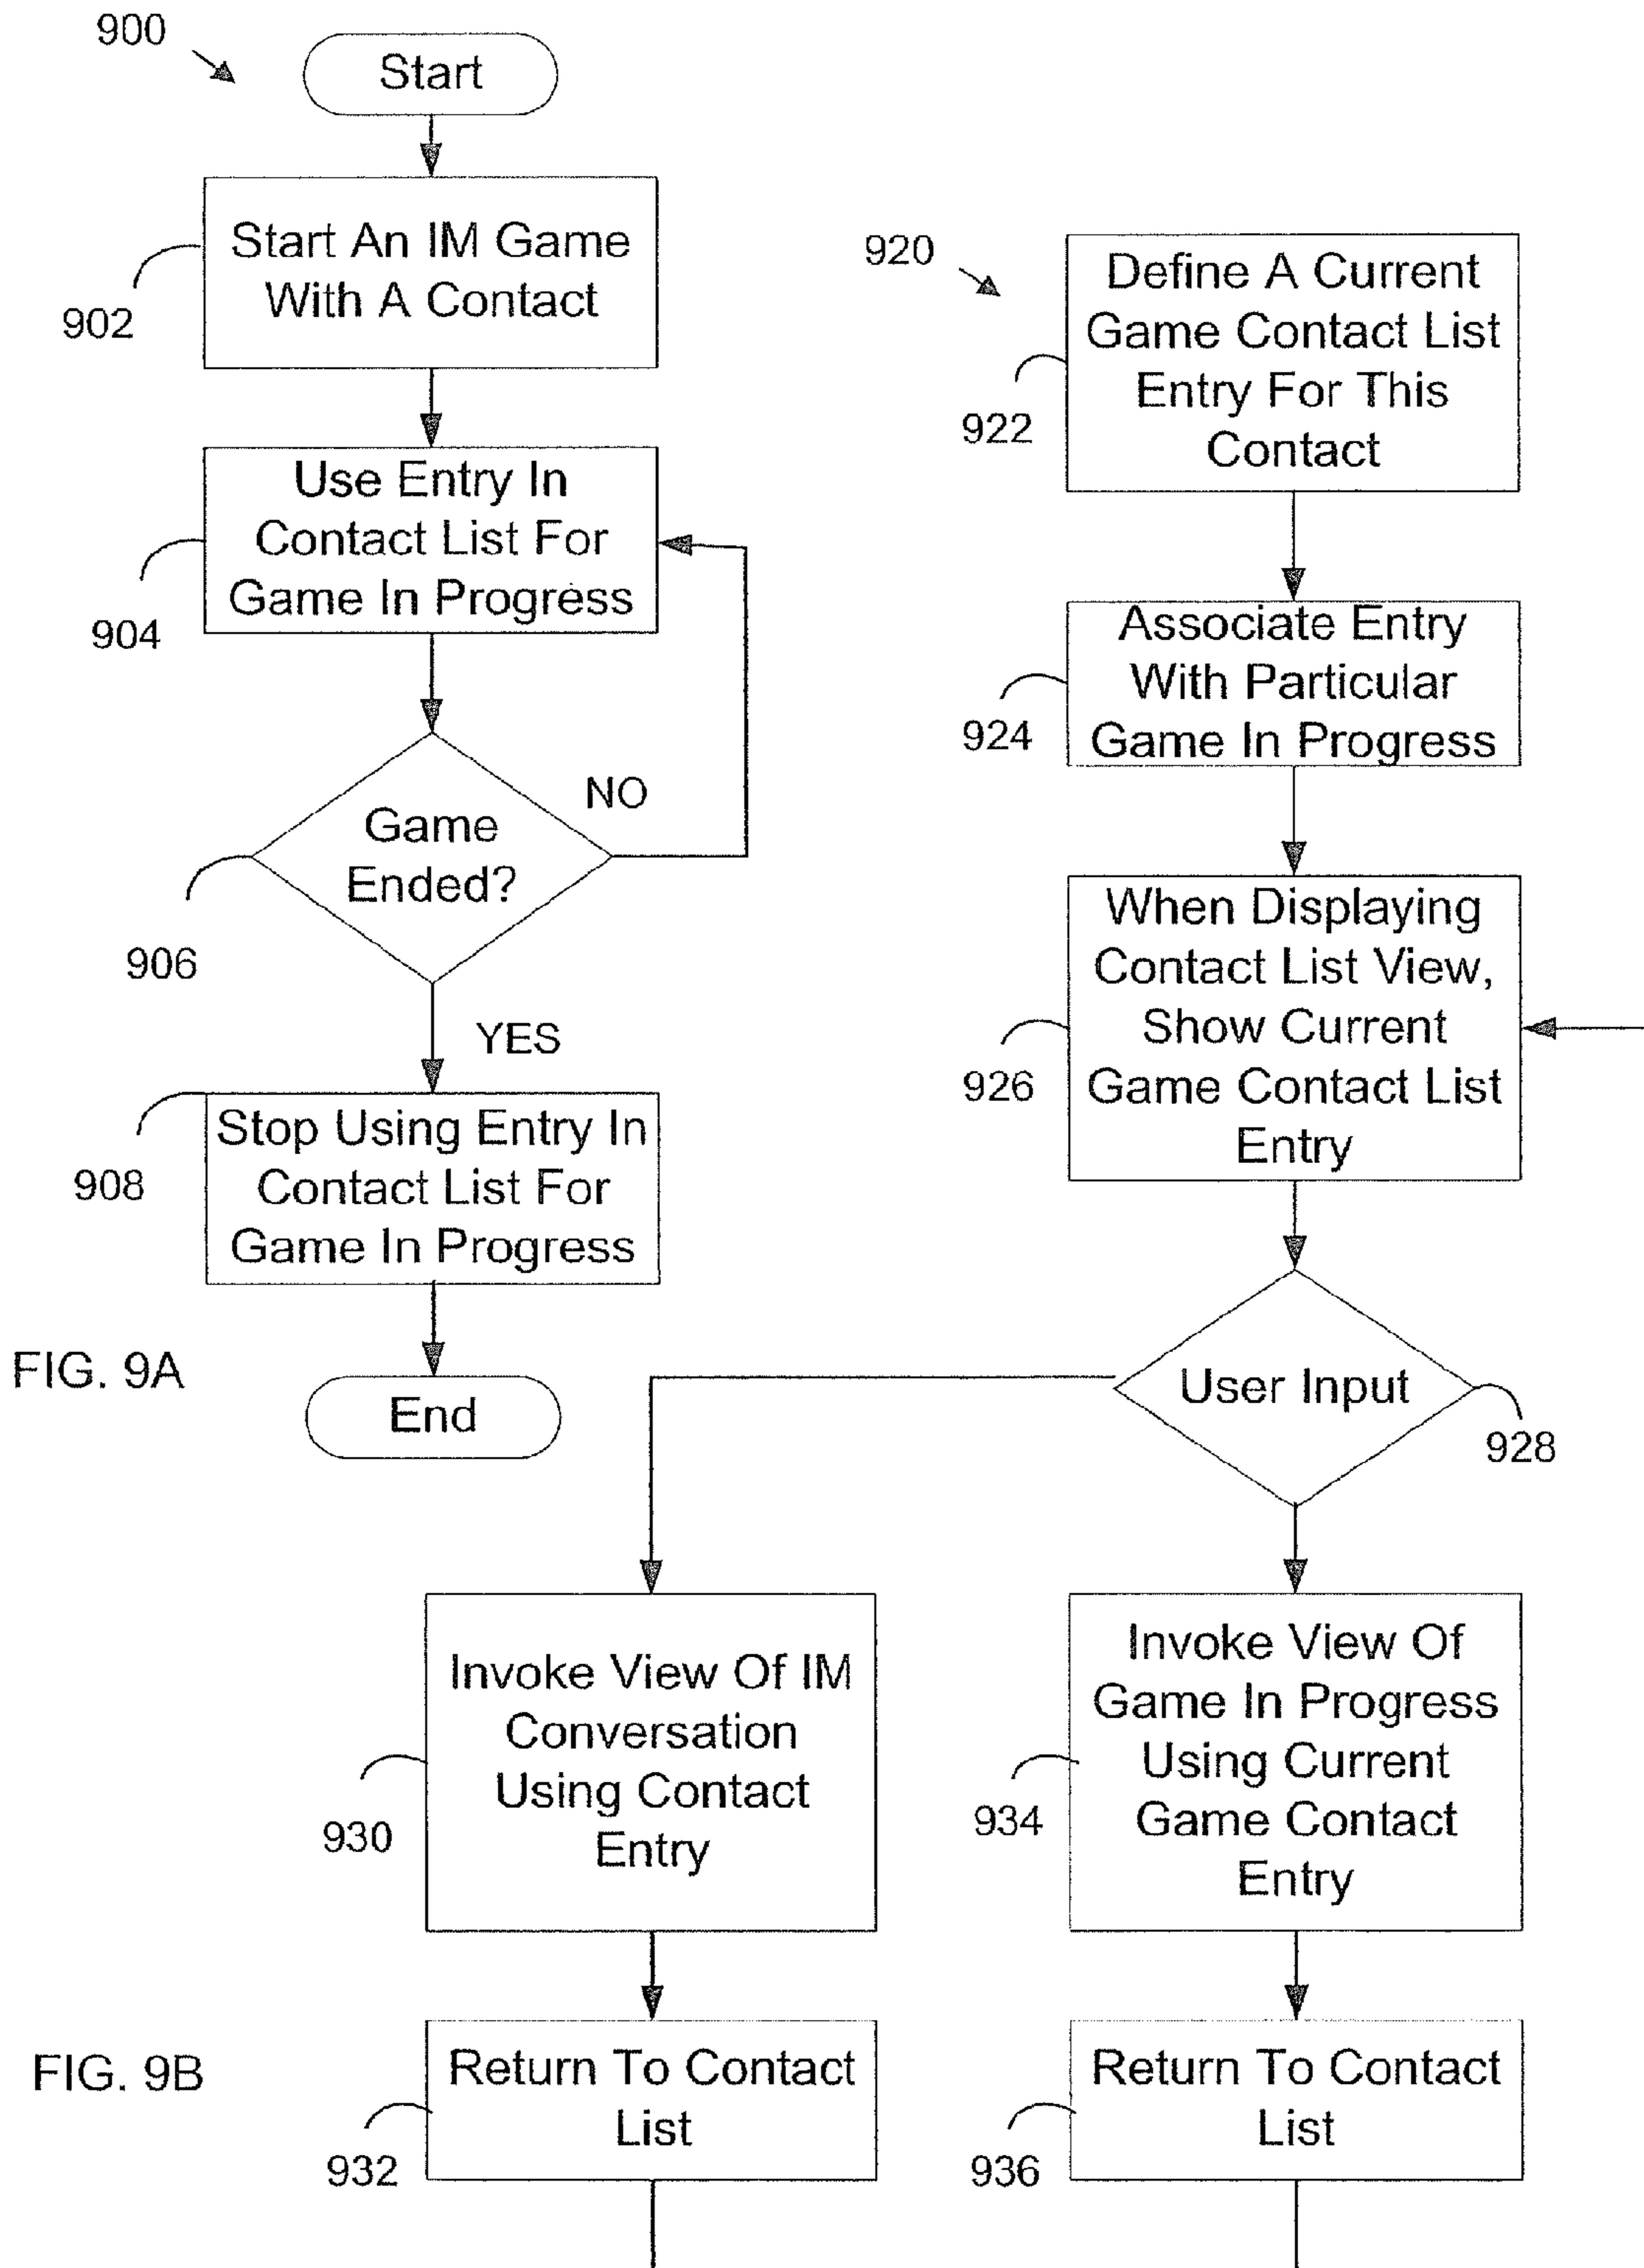 900
Start
Start An IM Game
With A Contact
902
Use Entry In
Contact List For
Game In Progress
904
Game
Ended?
NO
906
YES
Stop Using Entry In
Contact List For
Game In Progress
908
End
FIG. 9A
920
Define A Current
Game Contact List
Entry For This
Contact
922
Associate Entry
With Particular
Game In Progress
924
When Displaying
Contact List View,
Show Current
Game Contact List
Entry
926
User Input
928
Invoke View Of IM
Conversation
Using Contact
Entry
930
Invoke View Of
Game In Progress
Using Current
Game Contact
Entry
934
Return To Contact
List
932
Return To Contact
List
936
FIG. 9B